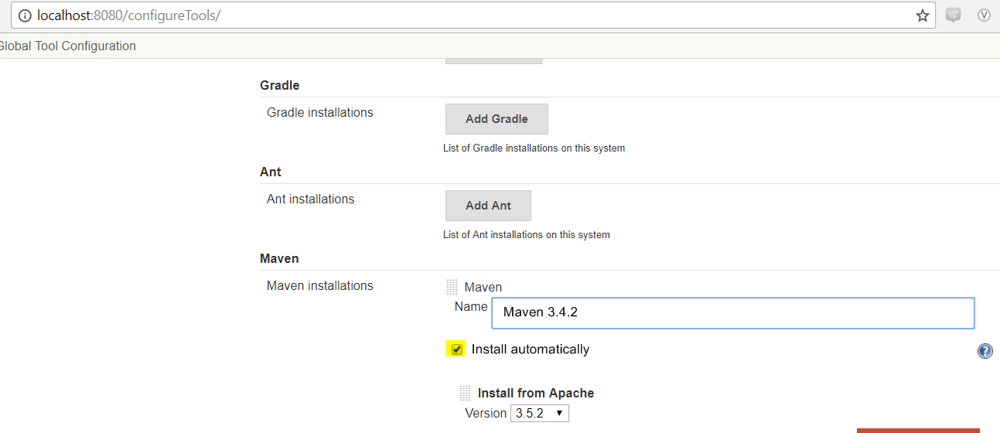 localhost:8080/configureTools/
Global Tool Configuration
Gradle
Gradle installations
Add Gradle
List of Gradle installations on this system
Ant
Ant installations
Add Ant
List of Ant installations on this system
Maven
Maven installations
Maven
Name Maven 3.4.2
Install automatically
Install from Apache
Version 3.5.2